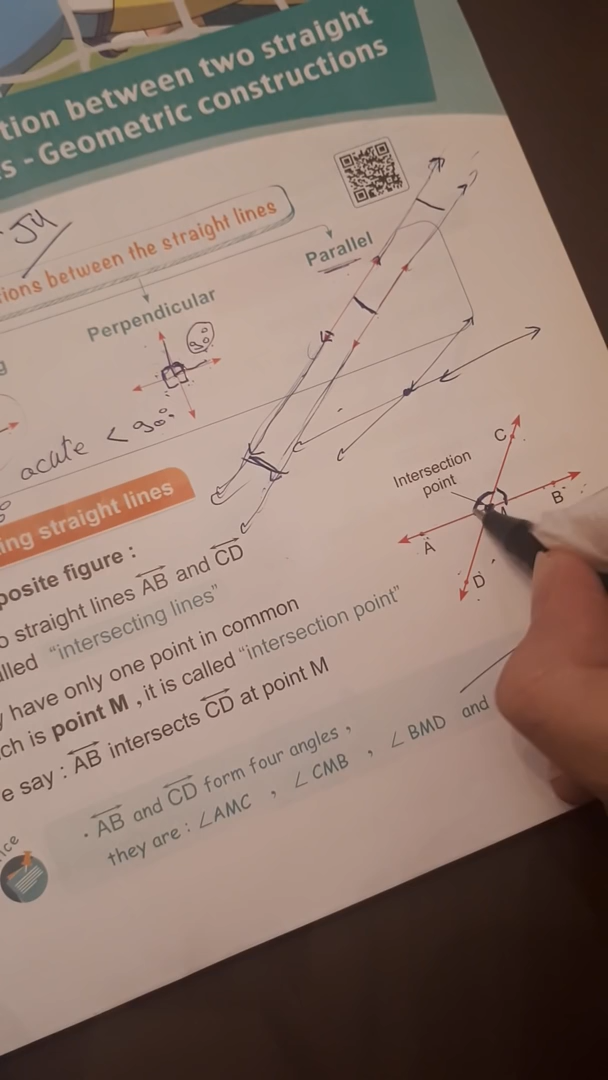 tion between two straight
s - Geometric constructions
ions between the straight lines
Parallel
Perpendicular
acute < 90°
ing straight lines
Intersection
point
C
B
A
D
posite figure :
o straight lines AB and CD
alled "intersecting lines"
y have only one point in common
ch is point M , it is called "intersection point"
e say : AB intersects CD at point M
• AB and CD form four angles ,
they are : ∠AMC , ∠ CMB , ∠ BMD and